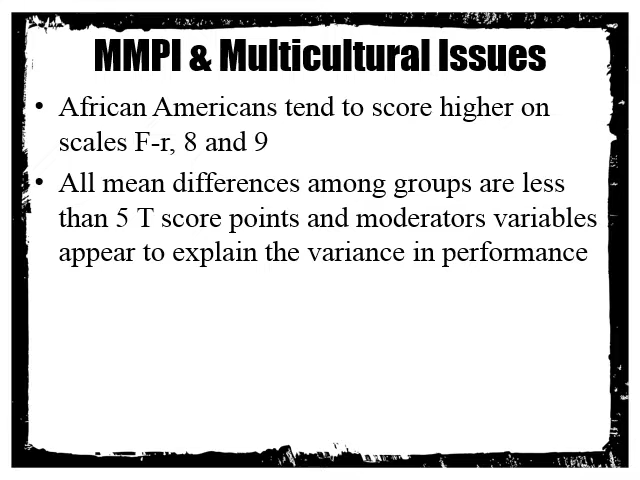 MMPI & Multicultural Issues
• African Americans tend to score higher on
scales F-r, 8 and 9
• All mean differences among groups are less
than 5 T score points and moderators variables
appear to explain the variance in performance